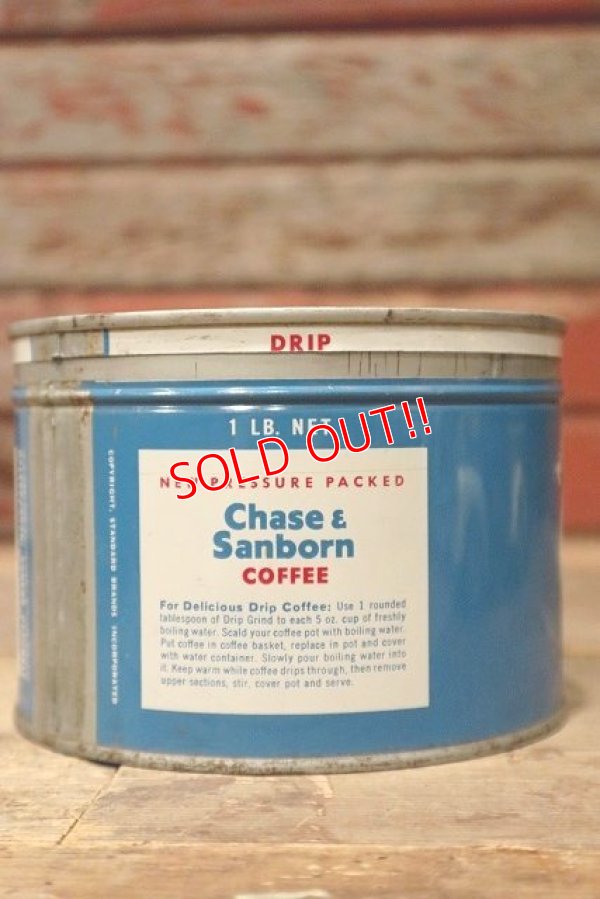 DRIP
1 LB. NET
SOLD OUT!!
NEW PRESSURE PACKED
Chase &
Sanborn
COFFEE
For Delicious Drip Coffee: Use 1 rounded
tablespoon of Drip Grind to each 5 oz. cup of freshly
boiling water. Scald your coffee pot with boiling water.
Put coffee in coffee basket, replace in pot and cover
with water container. Slowly pour boiling water into
it. Keep warm while coffee drips through, then remove
upper sections, stir, cover pot and serve.
COPYRIGHT, STANDARD BRANDS INCORPORATED